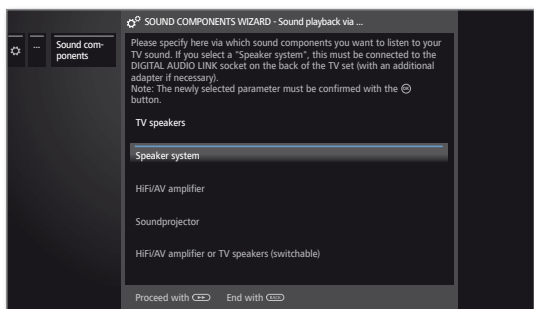 SOUND COMPONENTS WIZARD - Sound playback via ...
...
Sound com-
ponents
Please specify here via which sound components you want to listen to your
TV sound. If you select a "Speaker system", this must be connected to the
DIGITAL AUDIO LINK socket on the back of the TV set (with an additional
adapter if necessary).
Note: The newly selected parameter must be confirmed with the OK
button.
TV speakers
Speaker system
HiFi/AV amplifier
Soundprojector
HiFi/AV amplifier or TV speakers (switchable)
Proceed with End with BACK